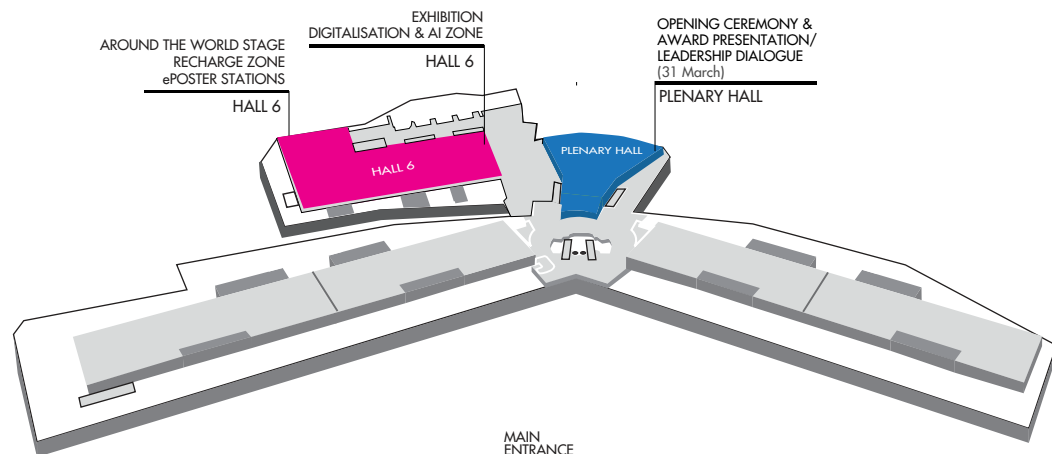 AROUND THE WORLD STAGE
RECHARGE ZONE
ePOSTER STATIONS
HALL 6
EXHIBITION
DIGITALISATION & AI ZONE
HALL 6
OPENING CEREMONY &
AWARD PRESENTATION/
LEADERSHIP DIALOGUE
(31 March)
PLENARY HALL
HALL 6
PLENARY HALL
MAIN
ENTRANCE